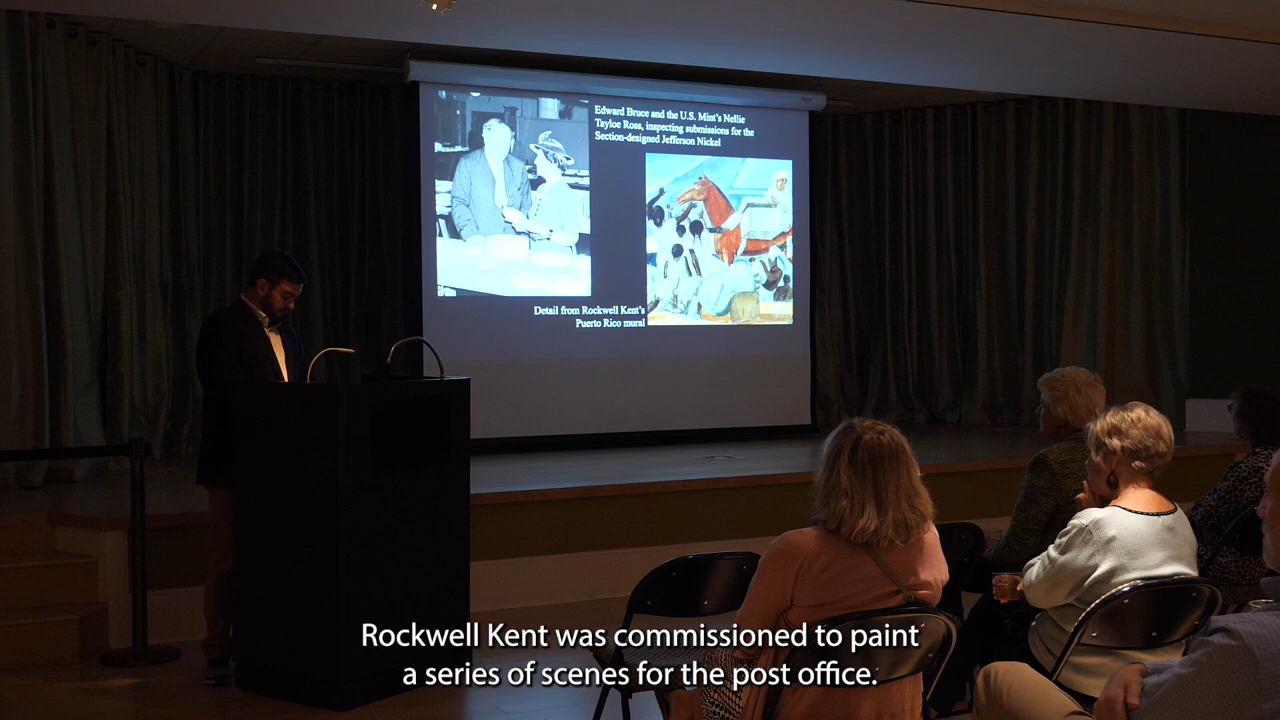 Edward Bruce and the U.S. Mint's Nellie
Tayloe Ross, inspecting submissions for the
Section-designed Jefferson Nickel
Detail from Rockwell Kent's
Puerto Rico mural
Rockwell Kent was commissioned to paint
a series of scenes for the post office.